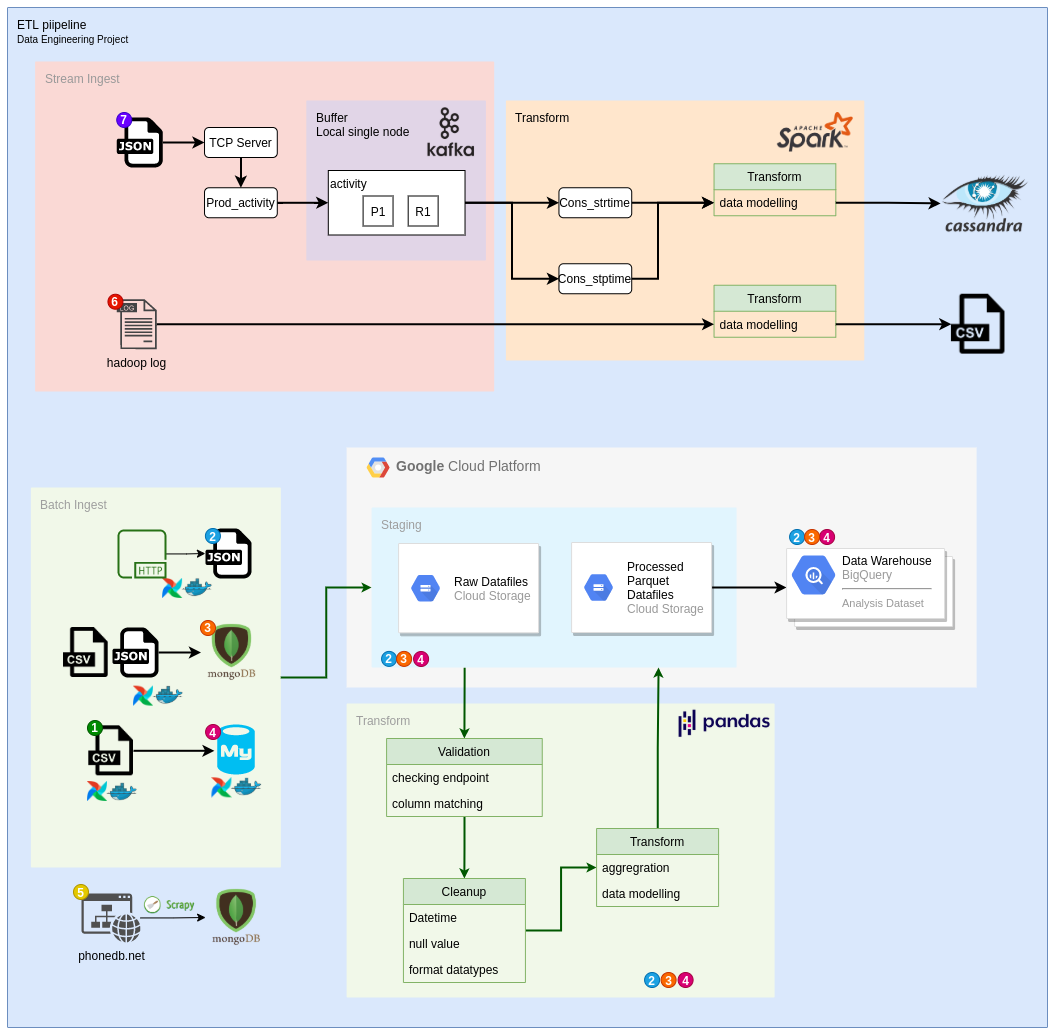 ETL piipeline
Data Engineering Project
Stream Ingest
7
JSON
TCP Server
Prod_activity
Buffer
Local single node
kafka
activity
P1
R1
Transform
APACHE
Spark
Cons_strtime
Cons_stptime
Transform
data modelling
cassandra
6
LOG
hadoop log
Transform
data modelling
CSV
Google Cloud Platform
Batch Ingest
HTTP
2
JSON
CSV
JSON
3
mongoDB
1
CSV
4
My
Staging
Raw Datafiles
Cloud Storage
Processed
Parquet
Datafiles
Cloud Storage
2 3 4
2 3 4
Data Warehouse
BigQuery
Analysis Dataset
Transform
pandas
Validation
checking endpoint
column matching
Cleanup
Datetime
null value
format datatypes
Transform
aggregration
data modelling
2 3 4
5
Scrapy
mongoDB
phonedb.net